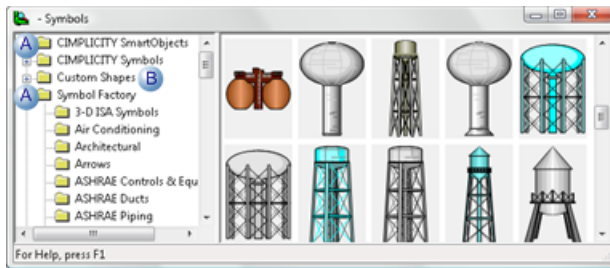 - Symbols
A CIMPLICITY SmartObjects
CIMPLICITY Symbols
Custom Shapes B
A Symbol Factory
3-D ISA Symbols
Air Conditioning
Architectural
Arrows
ASHRAE Controls & Equ
ASHRAE Ducts
ASHRAE Piping
For Help, press F1